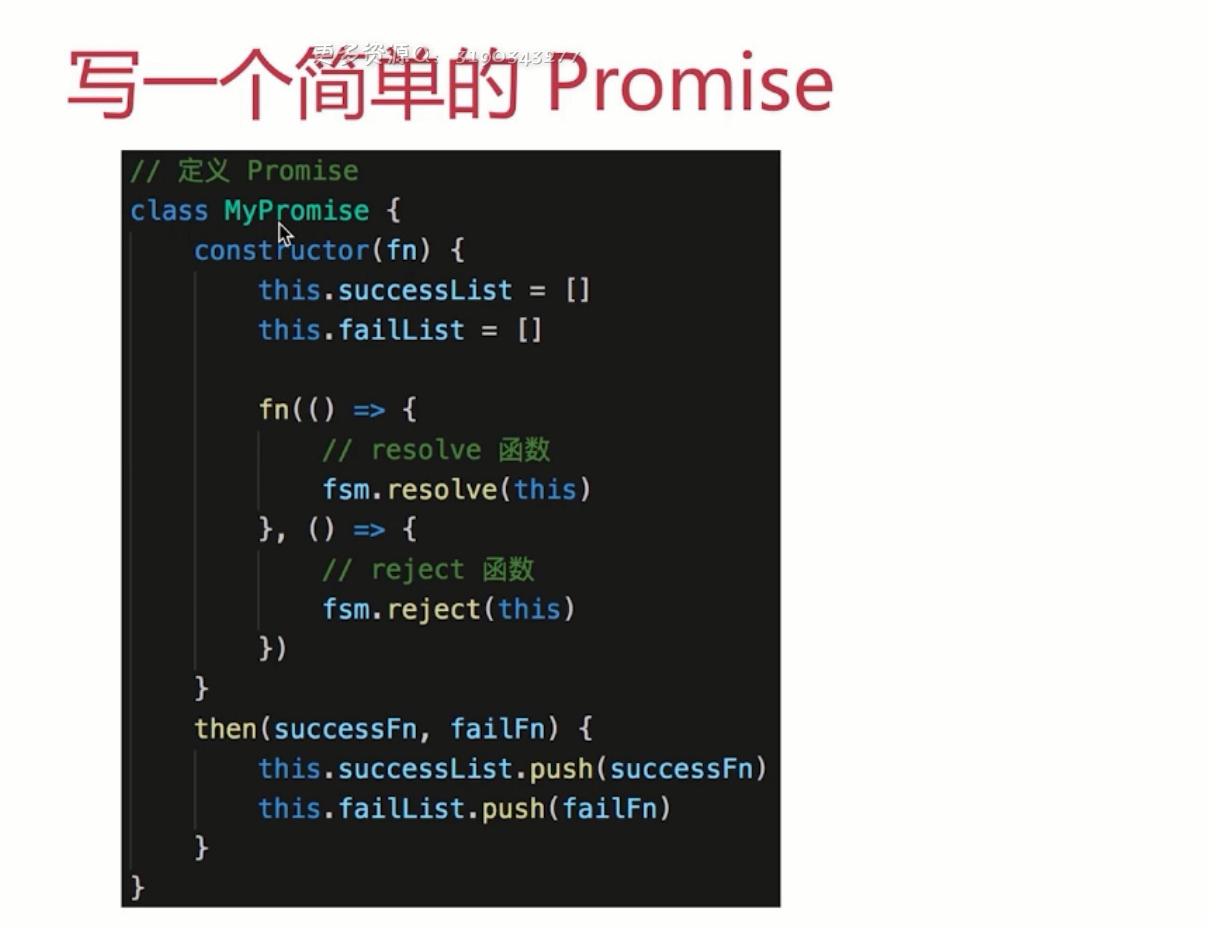 更多资源Q：3190343277
写一个简单的 Promise
// 定义 Promise
class MyPromise {
    constructor(fn) {
        this.successList = []
        this.failList = []
        fn(() => {
            // resolve 函数
            fsm.resolve(this)
        }, () => {
            // reject 函数
            fsm.reject(this)
        })
    }
    then(successFn, failFn) {
        this.successList.push(successFn)
        this.failList.push(failFn)
    }
}